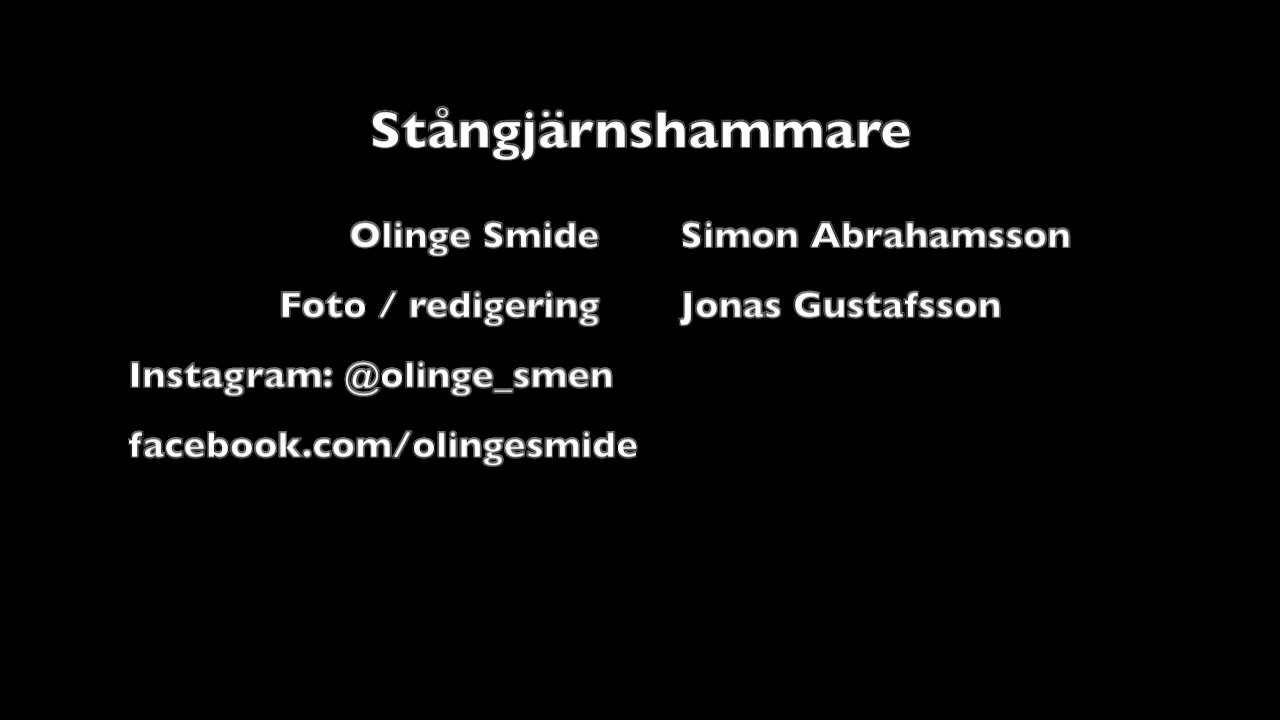 Stångjärnshammare
Olinge Smide Simon Abrahamsson
Foto / redigering Jonas Gustafsson
Instagram: @olinge_smen
facebook.com/olingesmide